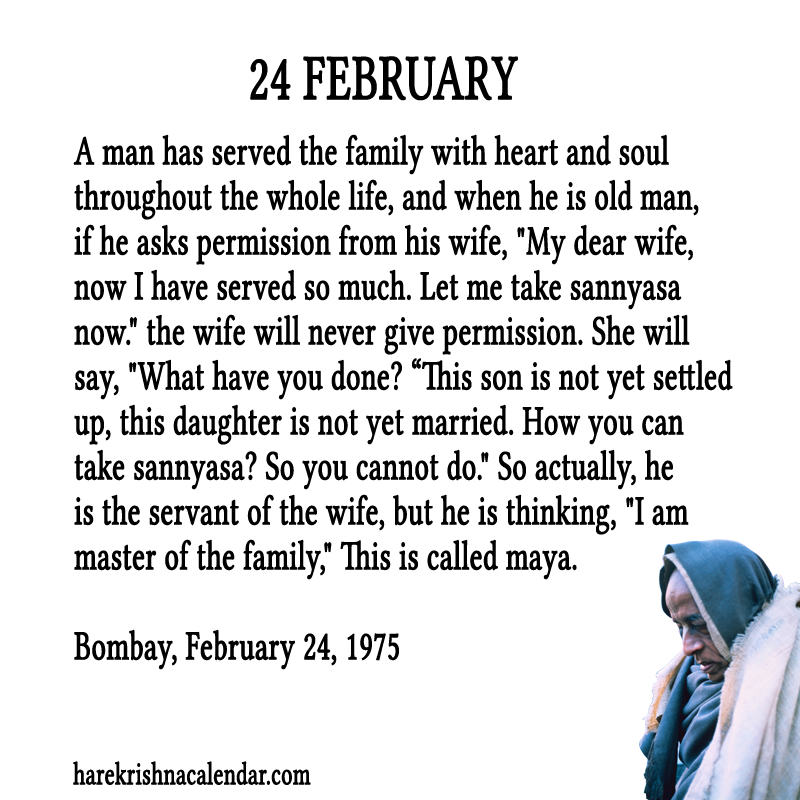 24 FEBRUARY
A man has served the family with heart and soul
throughout the whole life, and when he is old man,
if he asks permission from his wife, "My dear wife,
now I have served so much. Let me take sannyasa
now." the wife will never give permission. She will
say, "What have you done? “This son is not yet settled
up, this daughter is not yet married. How you can
take sannyasa? So you cannot do." So actually, he
is the servant of the wife, but he is thinking, "I am
master of the family," This is called maya.
Bombay, February 24, 1975
harekrishnacalendar.com